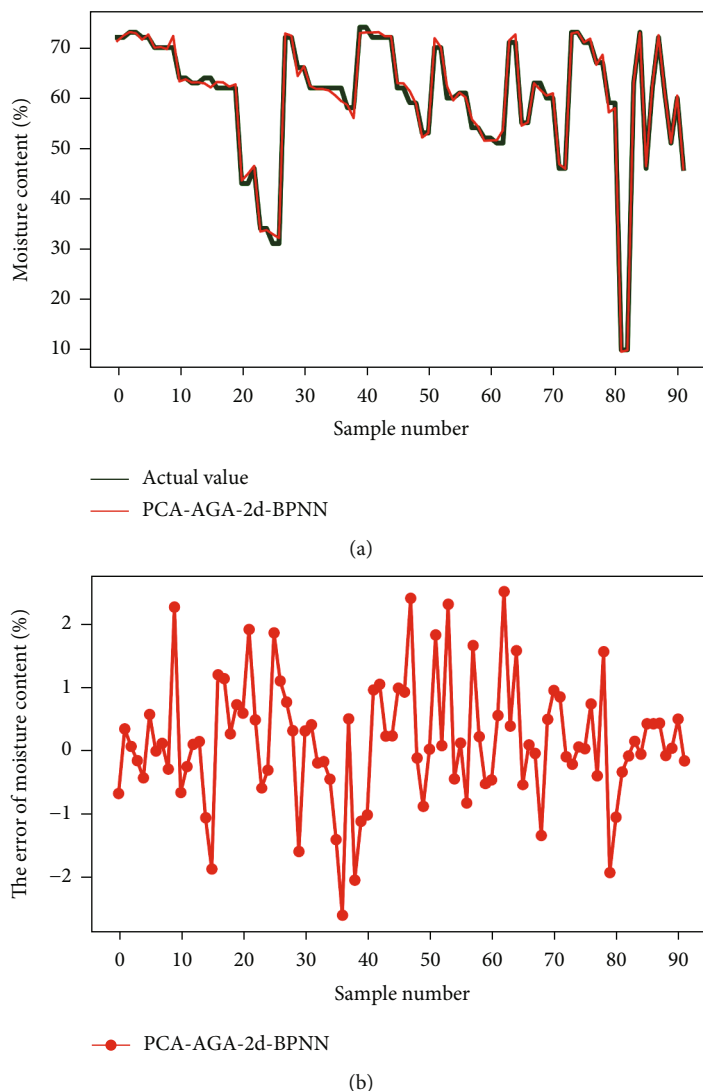 70
60
50
40
30
20
10
Moisture content (%)
0 10 20 30 40 50 60 70 80 90
Sample number
Actual value
PCA-AGA-2d-BPNN
(a)
2
1
0
−1
−2
The error of moisture content (%)
0 10 20 30 40 50 60 70 80 90
Sample number
PCA-AGA-2d-BPNN
(b)